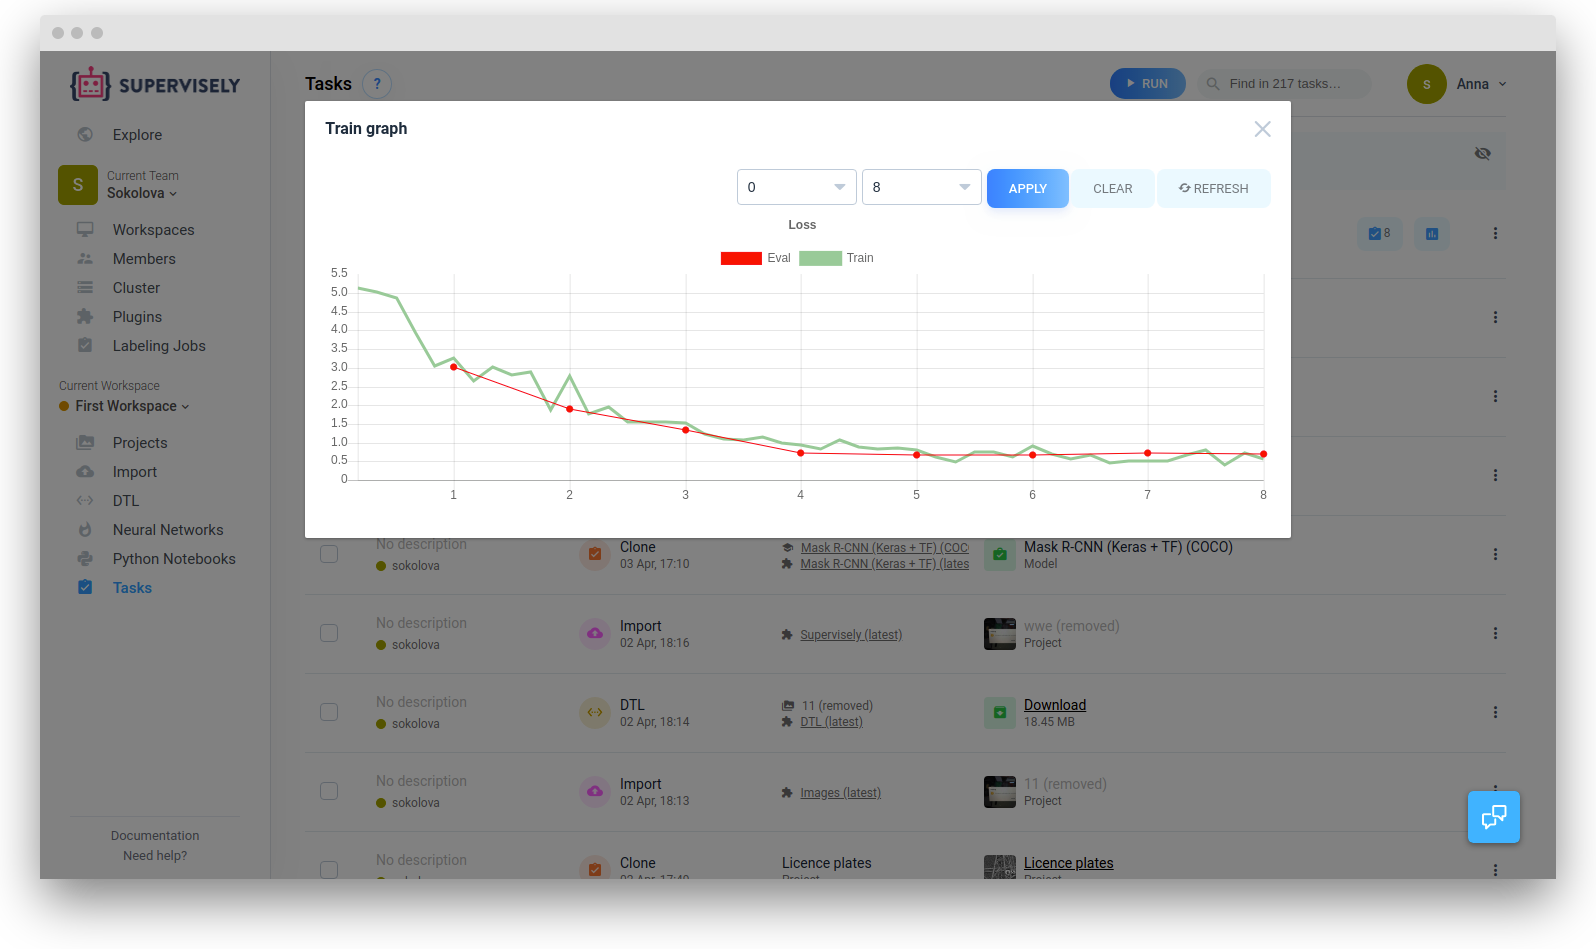 SUPERVISELY
Explore
S
Current Team
Sokolova
Workspaces
Members
Cluster
Plugins
Labeling Jobs
Current Workspace
First Workspace
Projects
Import
DTL
Neural Networks
Python Notebooks
Tasks
Documentation
Need help?
Tasks ?
RUN
Find in 217 tasks...
S Anna
8
Train graph
0 8 APPLY CLEAR REFRESH
Loss
Eval Train
5.5
5.0
4.5
4.0
3.5
3.0
2.5
2.0
1.5
1.0
0.5
0
1 2 3 4 5 6 7 8
No description
sokolova
Clone
03 Apr, 17:10
Mask R-CNN (Keras + TF) (COC
Mask R-CNN (Keras + TF) (lates
Mask R-CNN (Keras + TF) (COCO)
Model
No description
sokolova
Import
02 Apr, 18:16
Supervisely (latest)
wwe (removed)
Project
No description
sokolova
DTL
02 Apr, 18:14
11 (removed)
DTL (latest)
Download
18.45 MB
No description
sokolova
Import
02 Apr, 18:13
Images (latest)
11 (removed)
Project
No description
Clone
Licence plates
Licence plates